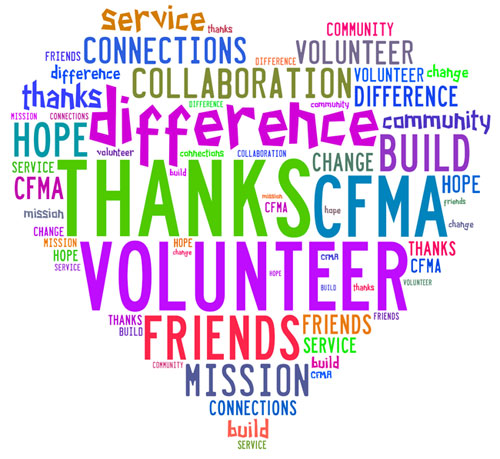 service
thanks
COMMUNITY
FRIENDS
CONNECTIONS
DIFFERENCE
VOLUNTEER
difference
COLLABORATION
VOLUNTEER
change
thanks
DIFFERENCE
community
DIFFERENCE
MISSION
CONNECTIONS
difference
community
HOPE
BUILD
volunteer
connections
COLLABORATION
CHANGE
SERVICE
build
THANKS
CFMA
CFMA
HOPE
mission
CFMA
hope
friends
mission
CHANGE
change
MISSION
HOPE
change
VOLUNTEER
THANKS
HOPE
SERVICE
CFMA
CFMA
HOPE
BUILD
thanks
VOLUNTEER
THANKS
BUILD
FRIENDS
FRIENDS
FRIENDS
SERVICE
COMMUNITY
MISSION
build
CFMA
CONNECTIONS
build
SERVICE